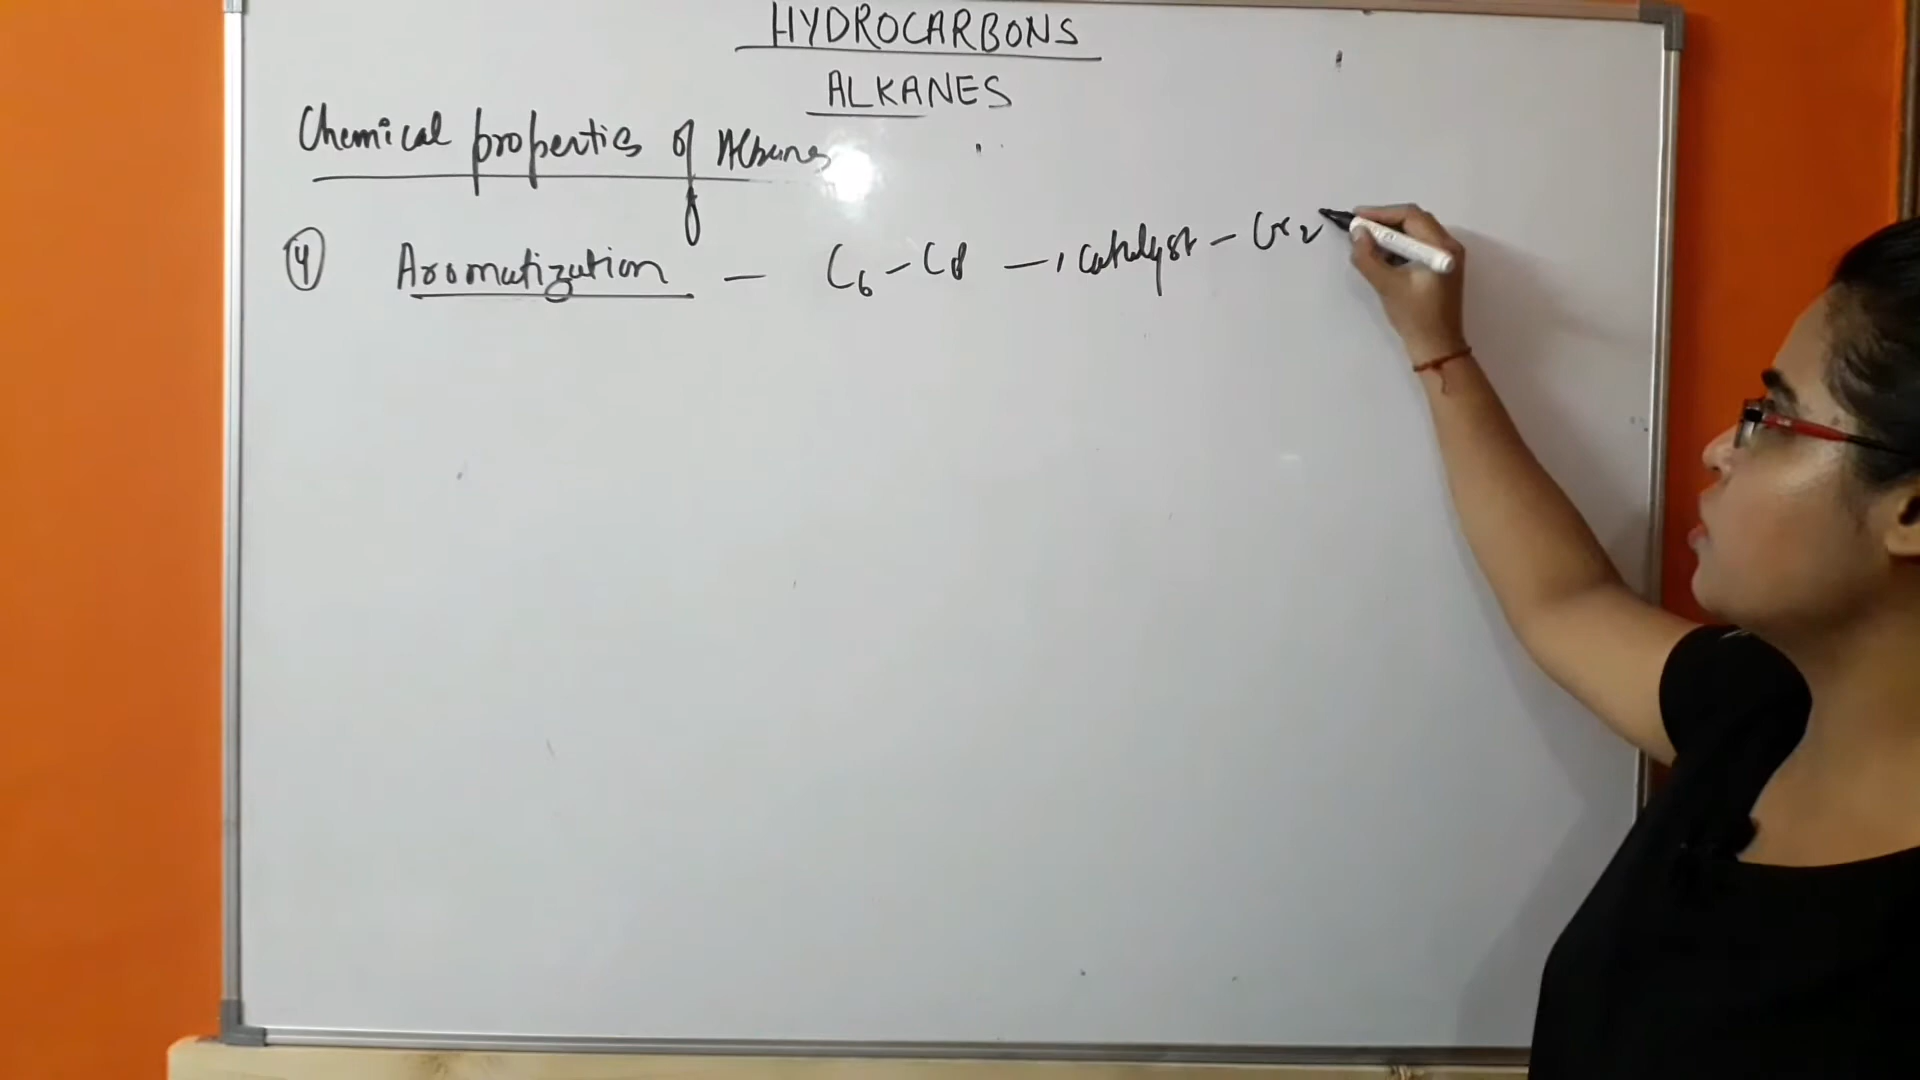 HYDROCARBONS
ALKANES
Chemical properties of Alkanes
4 Aromatization - C6 - C8 - , catalyst - Cr2